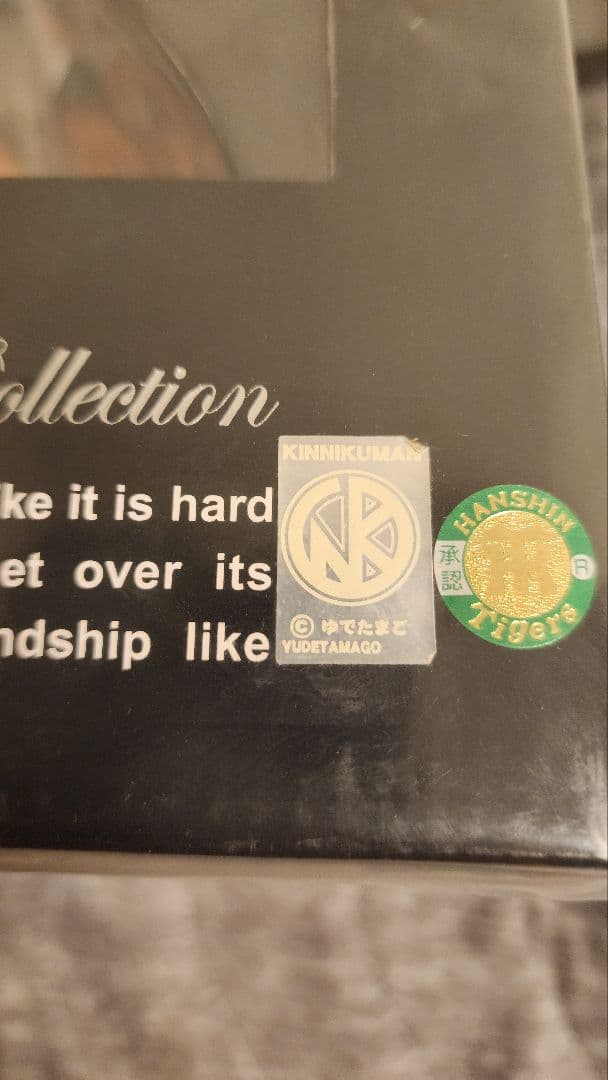 ollection
ke it is hard
et over its
ndship like
KINNIKUMAN
© ゆでたまご
YUDETAMAGO
HANSHIN
承認
®
Tigers